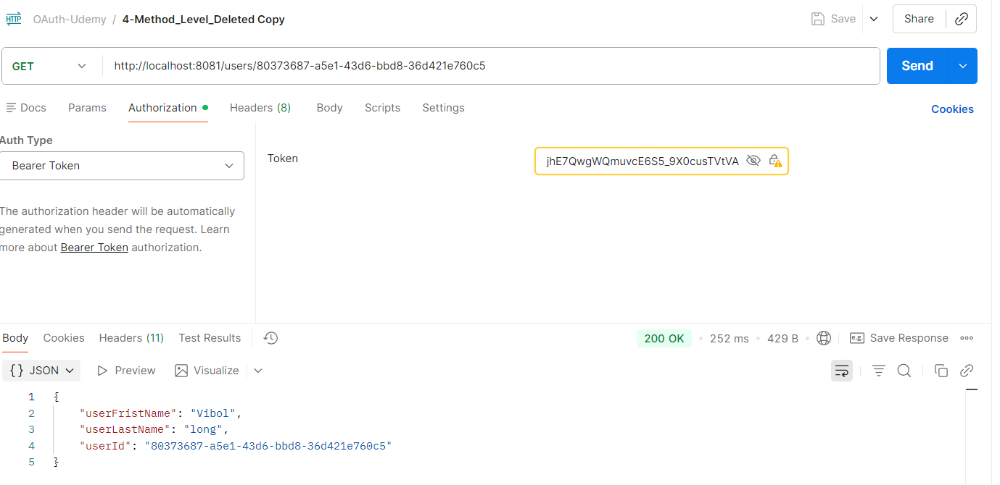 HTTP OAuth-Udemy / 4-Method_Level_Deleted Copy Save Share
GET http://localhost:8081/users/80373687-a5e1-43d6-bbd8-36d421e760c5 Send
Docs Params Authorization Headers (8) Body Scripts Settings Cookies
Auth Type
Bearer Token
Token jhE7QwgWQmuvcE6S5_9X0cusTVtVA
The authorization header will be automatically
generated when you send the request. Learn
more about Bearer Token authorization.
Body Cookies Headers (11) Test Results 200 OK 252 ms 429 B e.g. Save Response
{} JSON Preview Visualize
1 {
2 "userFristName": "Vibol",
3 "userLastName": "long",
4 "userId": "80373687-a5e1-43d6-bbd8-36d421e760c5"
5 }